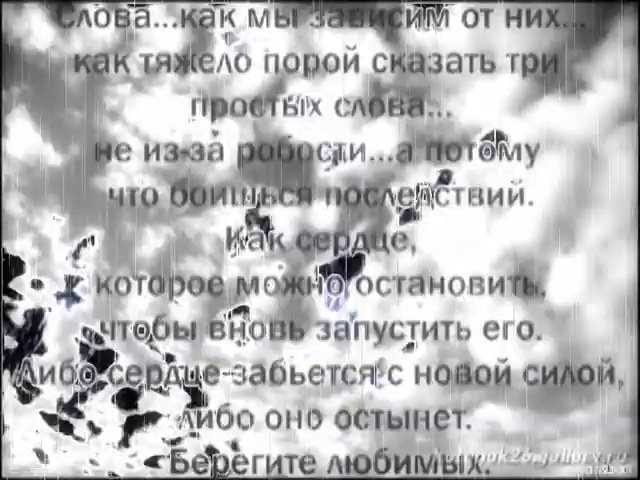 Слова...как мы зависим от них...
как тяжело порой сказать три
простых слова...
не из-за робости...а потому
что боишься последствий.
Как сердце,
которое можно остановить,
чтобы вновь запустить его.
Либо сердце забьется с новой силой,
либо оно остынет.
Берегите любимых.